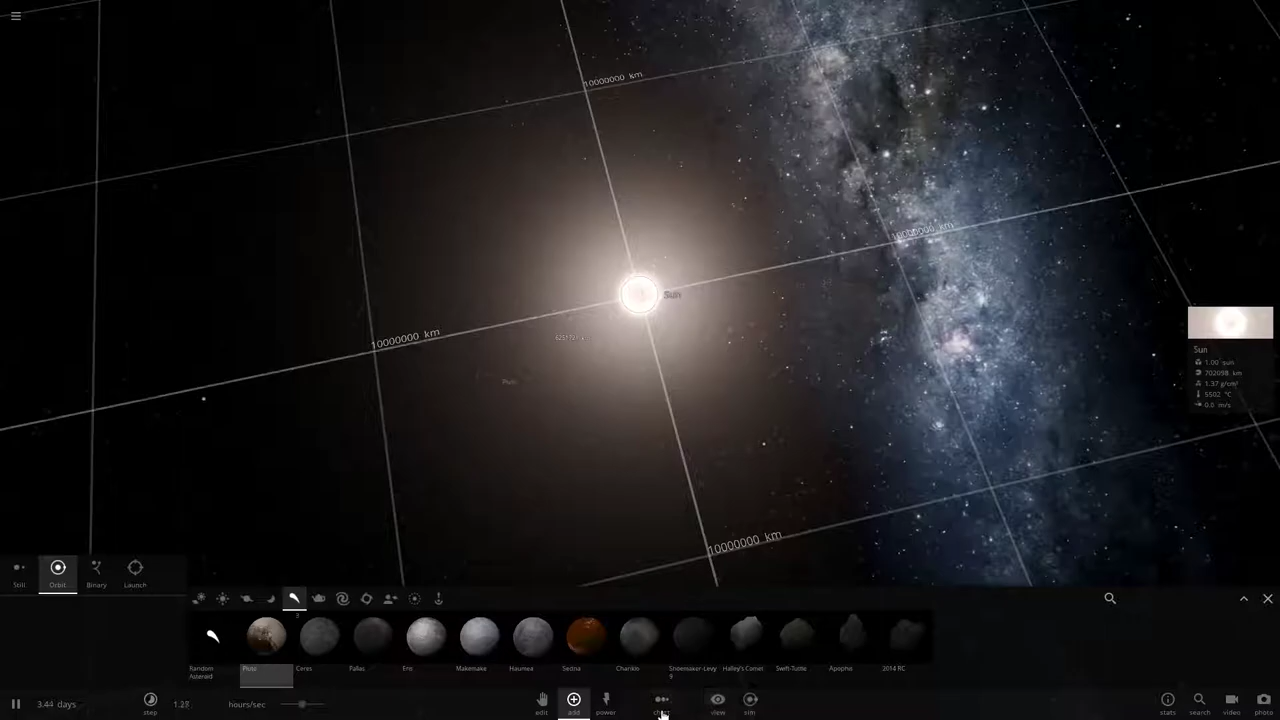 10000000 km
10000000 km
Sun
10000000 km
Sun
1.00 sun
702098 km
1.37 g/cm³
5502 °C
0.0 m/s
10000000 km
Still
Orbit
Binary
Launch
Random Asteroid
Pluto
Ceres
Pallas
Eris
Makemake
Haumea
Sedna
Chariklo
Shoemaker-Levy 9
Halley's Comet
Swift-Tuttle
Apophis
2014 RC
3.44 days
step
1.28
hours/sec
edit
add
power
chart
view
sim
stats
search
video
photo